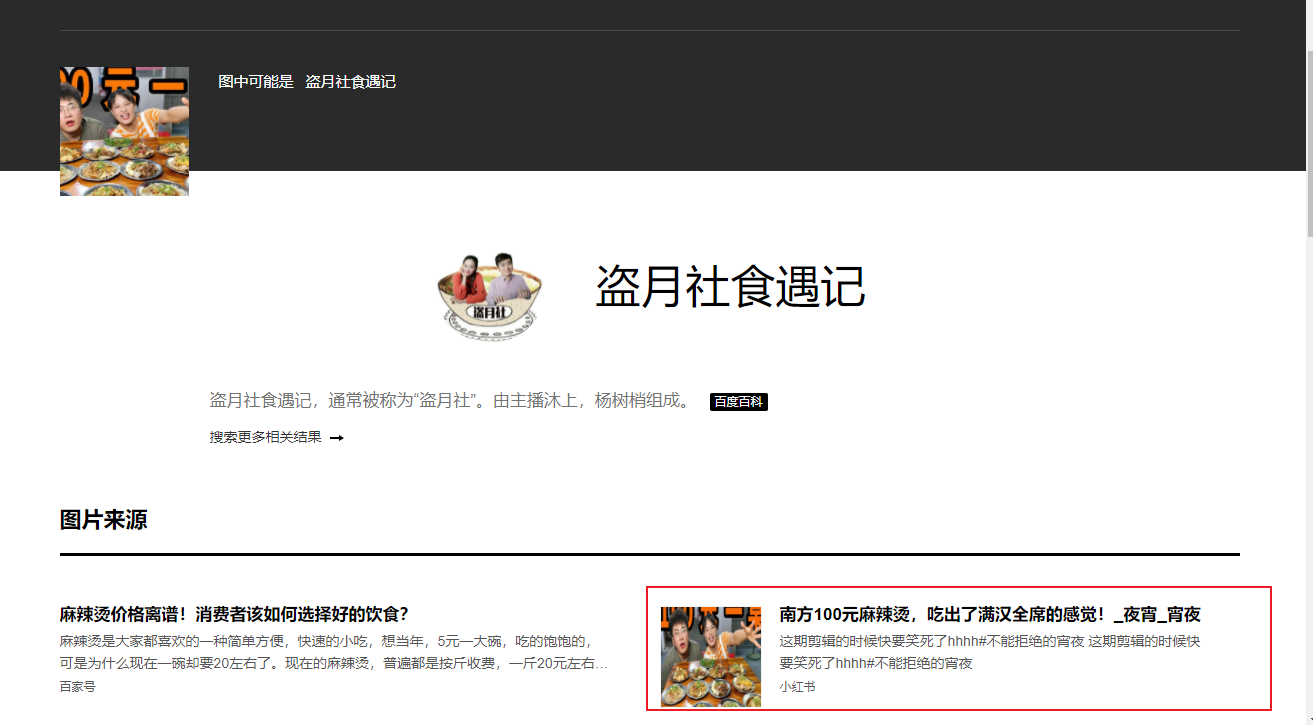 00元一
图中可能是 盗月社食遇记
盗月社
盗月社食遇记
盗月社食遇记，通常被称为“盗月社”。由主播沐上，杨树梢组成。 百度百科
搜索更多相关结果 →
图片来源
麻辣烫价格离谱！消费者该如何选择好的饮食？
麻辣烫是大家都喜欢的一种简单方便，快速的小吃，想当年，5元一大碗，吃的饱饱的，
可是为什么现在一碗却要20左右了。现在的麻辣烫，普遍都是按斤收费，一斤20元左右...
百家号
00元一
南方100元麻辣烫，吃出了满汉全席的感觉！_夜宵_宵夜
这期剪辑的时候快要笑死了hhhh#不能拒绝的宵夜 这期剪辑的时候快
要笑死了hhhh#不能拒绝的宵夜
小红书